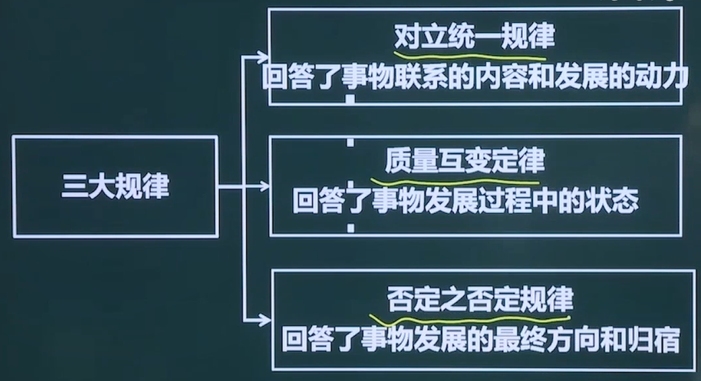 对立统一规律
回答了事物联系的内容和发展的动力
三大规律
质量互变定律
回答了事物发展过程中的状态
否定之否定规律
回答了事物发展的最终方向和归宿